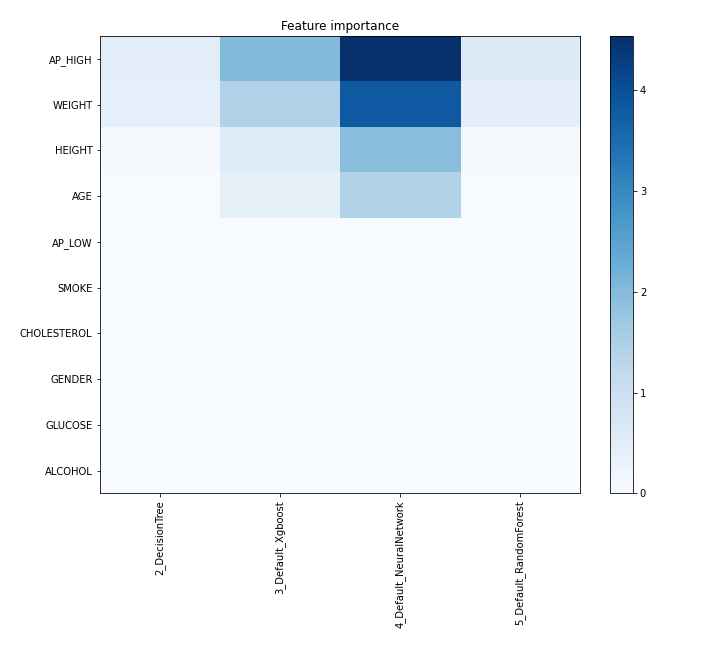 Feature importance
AP_HIGH
WEIGHT
HEIGHT
AGE
AP_LOW
SMOKE
CHOLESTEROL
GENDER
GLUCOSE
ALCOHOL
2_DecisionTree
3_Default_Xgboost
4_Default_NeuralNetwork
5_Default_RandomForest
4
3
2
1
0